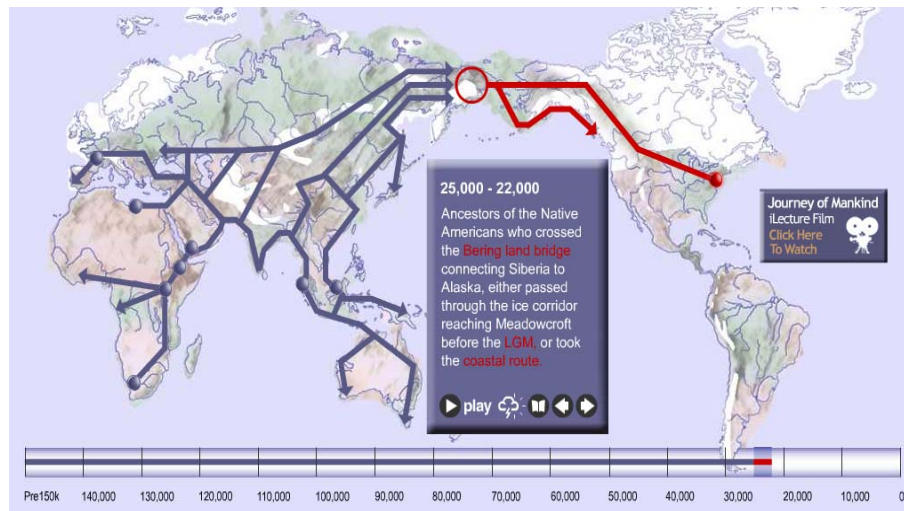 25,000 - 22,000
Ancestors of the Native
Americans who crossed
the Bering land bridge
connecting Siberia to
Alaska, either passed
through the ice corridor
reaching Meadowcroft
before the LGM, or took
the coastal route.
play
Journey of Mankind
iLecture Film
Click Here
To Watch
Pre150k 140,000 130,000 120,000 110,000 100,000 90,000 80,000 70,000 60,000 50,000 40,000 30,000 20,000 10,000 0